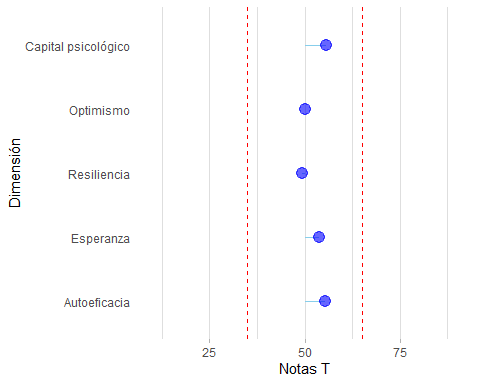 Capital psicológico
Optimismo
Resiliencia
Esperanza
Autoeficacia
Dimensión
25
50
75
Notas T